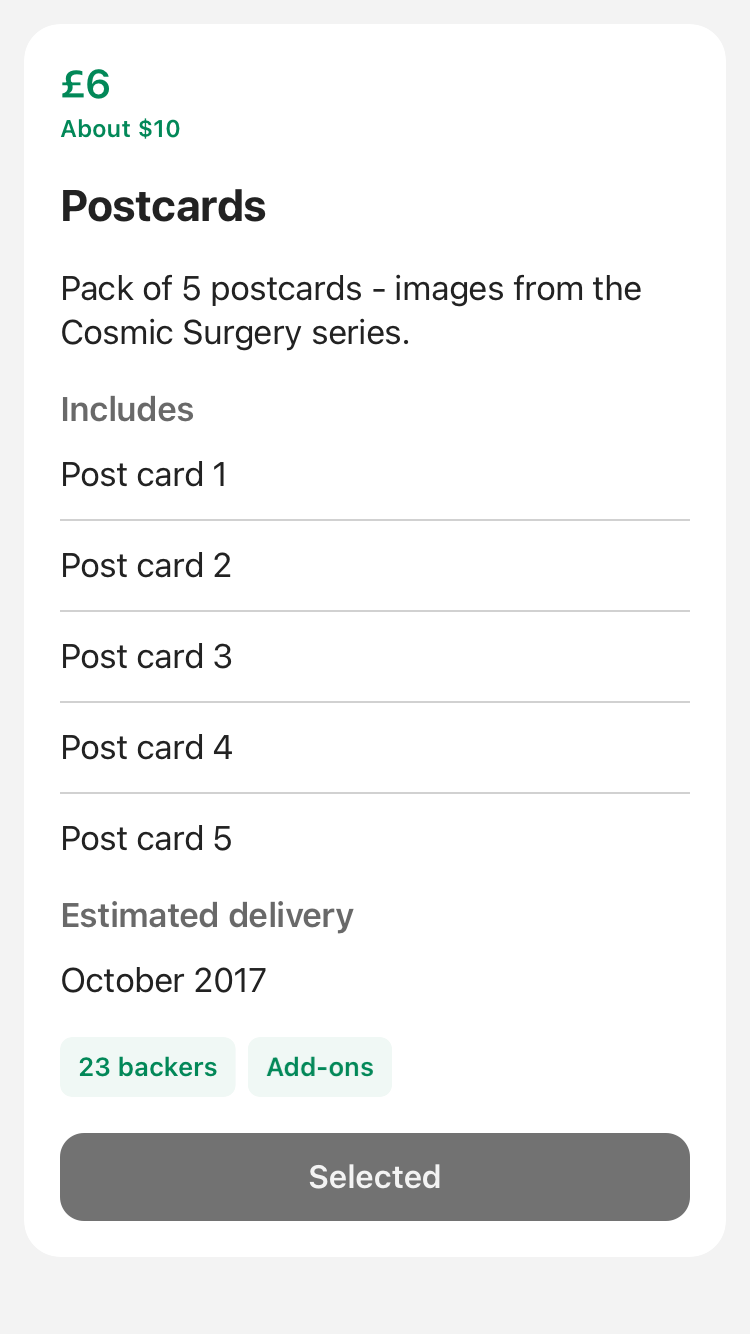 £6
About $10
Postcards
Pack of 5 postcards - images from the
Cosmic Surgery series.
Includes
Post card 1
Post card 2
Post card 3
Post card 4
Post card 5
Estimated delivery
October 2017
23 backers
Add-ons
Selected